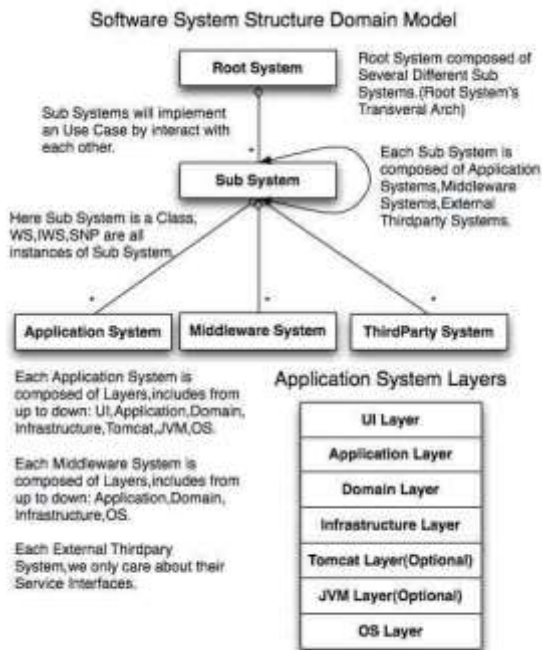 Software System Structure Domain Model
Root System
Root System composed of
Several Different Sub
Systems.(Root System's
Transveral Arch)
Sub Systems will implement
an Use Case by interact with
each other.
*
Sub System
Each Sub System is
composed of Application
Systems,Middleware
Systems,External
Thirdparty Systems.
Here Sub System is a Class,
WS,IWS,SNP are all
instances of Sub System.
* * *
Application System
Middleware System
ThirdParty System
Each Application System is
composed of Layers,includes from
up to down: UI,Application,Domain,
Infrastructure,Tomcat,JVM,OS.
Each Middleware System is
composed of Layers,includes from
up to down: Application,Domain,
Infrastructure,OS.
Each External Thirdpary
System,we only care about their
Service Interfaces.
Application System Layers
UI Layer
Application Layer
Domain Layer
Infrastructure Layer
Tomcat Layer(Optional)
JVM Layer(Optional)
OS Layer